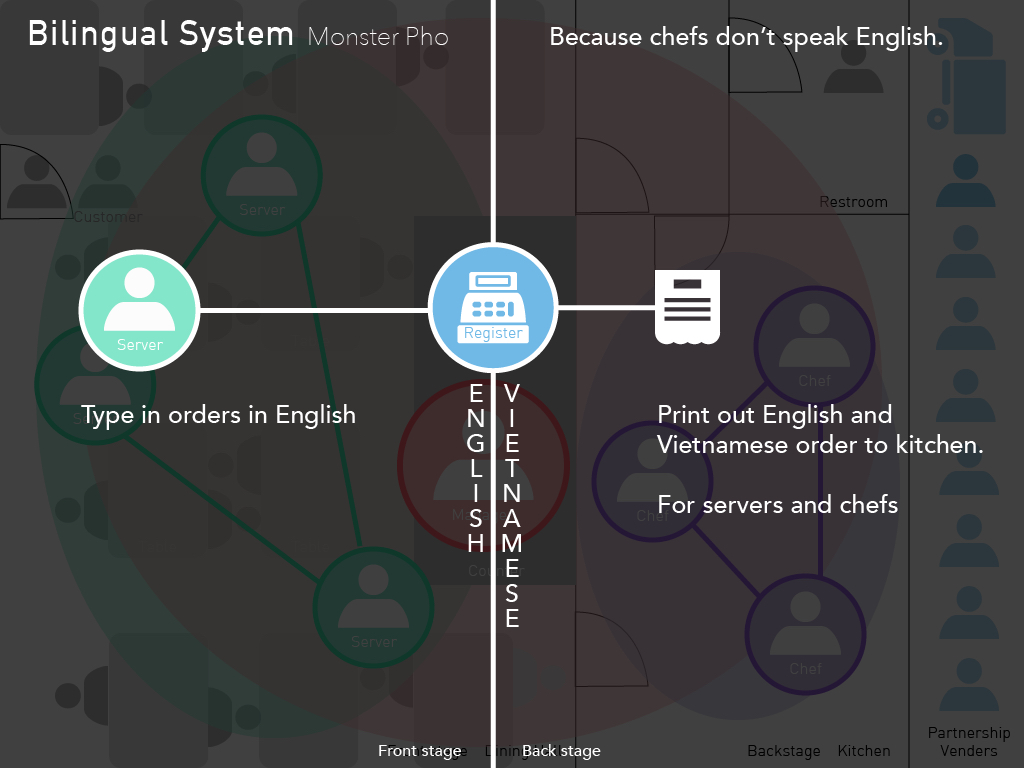 Bilingual System Monster Pho
Because chefs don't speak English.
Server
Customer
Restroom
Server
Register
Server
Chef
Type in orders in English
ENGLISH
VIETNAMESE
Print out English and
Vietnamese order to kitchen.
For servers and chefs
Chef
Counter
Server
Chef
Front stage
Back stage
Backstage
Kitchen
Partnership
Venders